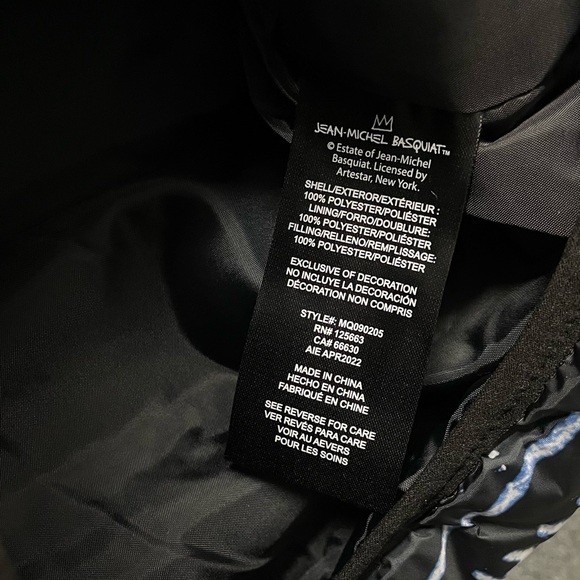 JEAN-MICHEL BASQUIAT™
© Estate of Jean-Michel
Basquiat. Licensed by
Artestar, New York.
SHELL/EXTEROR/EXTÉRIEUR :
100% POLYESTER/POLIÉSTER
LINING/FORRO/DOUBLURE:
100% POLYESTER/POLIÉSTER
FILLING/RELLENO/REMPLISSAGE:
100% POLYESTER/POLIÉSTER
EXCLUSIVE OF DECORATION
NO INCLUYE LA DECORACIÓN
DÉCORATION NON COMPRIS
STYLE#: MQ090205
RN# 125663
CA# 66630
AIE APR2022
MADE IN CHINA
HECHO EN CHINA
FABRIQUÉ EN CHINE
SEE REVERSE FOR CARE
VER REVÉS PARA CARE
VOIR AU AEVERS
POUR LES SOINS